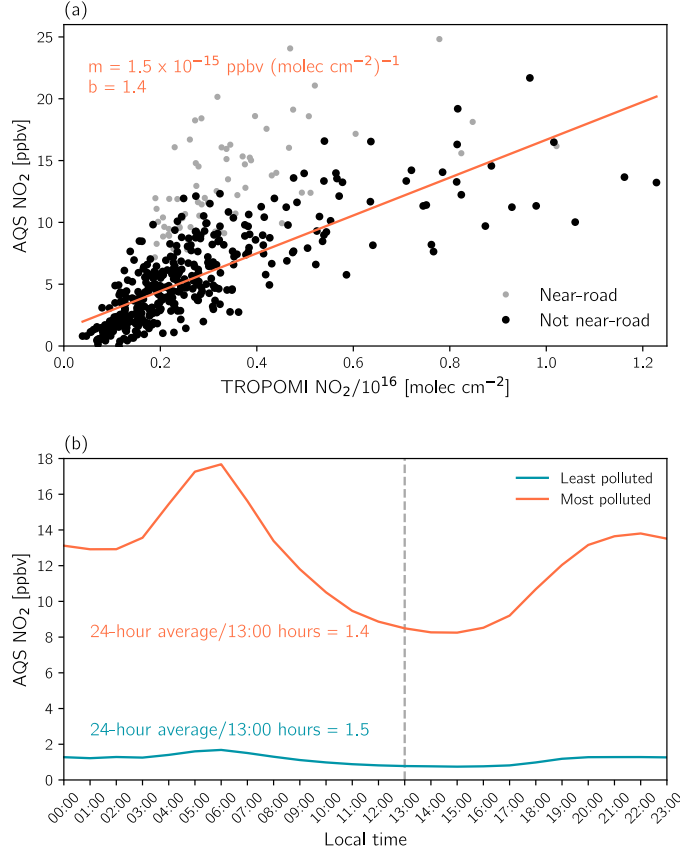 (a)
m = 1.5 x 10⁻¹⁵ ppbv (molec cm⁻²)⁻¹
b = 1.4
AQS NO₂ [ppbv]
25
20
15
10
5
0
Near-road
Not near-road
0.0 0.2 0.4 0.6 0.8 1.0 1.2
TROPOMI NO₂/10¹⁶ [molec cm⁻²]
(b)
AQS NO₂ [ppbv]
18
16
14
12
10
8
6
4
2
0
Least polluted
Most polluted
24-hour average/13:00 hours = 1.4
24-hour average/13:00 hours = 1.5
00:00 01:00 02:00 03:00 04:00 05:00 06:00 07:00 08:00 09:00 10:00 11:00 12:00 13:00 14:00 15:00 16:00 17:00 18:00 19:00 20:00 21:00 22:00 23:00
Local time